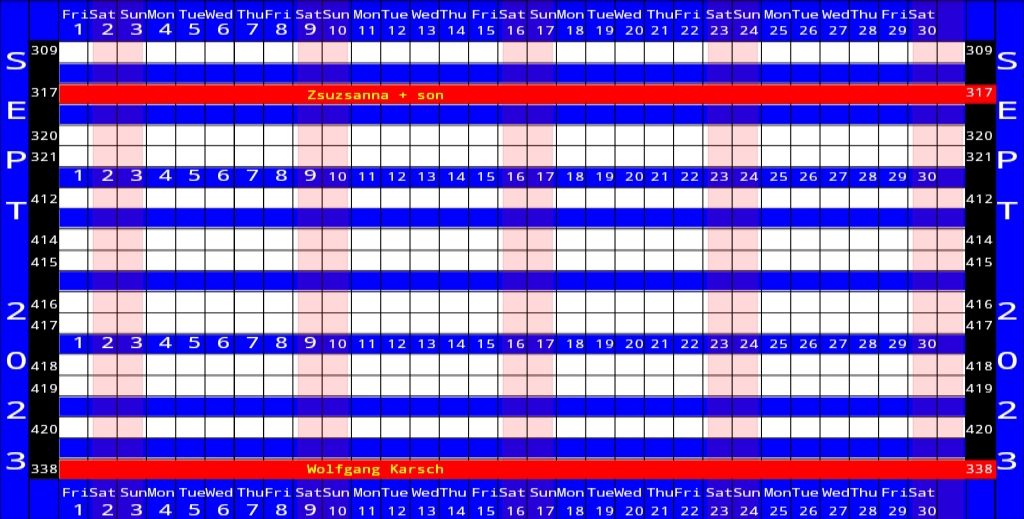 Fri Sat Sun Mon Tue Wed Thu Fri Sat Sun Mon Tue Wed Thu Fri Sat Sun Mon Tue Wed Thu Fri Sat Sun Mon Tue Wed Thu Fri Sat
1 2 3 4 5 6 7 8 9 10 11 12 13 14 15 16 17 18 19 20 21 22 23 24 25 26 27 28 29 30
SEPT 2023
SEPT 2023
309 309
317 Zsuzsanna + son 317
320 320
321 321
1 2 3 4 5 6 7 8 9 10 11 12 13 14 15 16 17 18 19 20 21 22 23 24 25 26 27 28 29 30
412 412
414 414
415 415
416 416
417 417
1 2 3 4 5 6 7 8 9 10 11 12 13 14 15 16 17 18 19 20 21 22 23 24 25 26 27 28 29 30
418 418
419 419
420 420
338 Wolfgang Karsch 338
Fri Sat Sun Mon Tue Wed Thu Fri Sat Sun Mon Tue Wed Thu Fri Sat Sun Mon Tue Wed Thu Fri Sat Sun Mon Tue Wed Thu Fri Sat
1 2 3 4 5 6 7 8 9 10 11 12 13 14 15 16 17 18 19 20 21 22 23 24 25 26 27 28 29 30